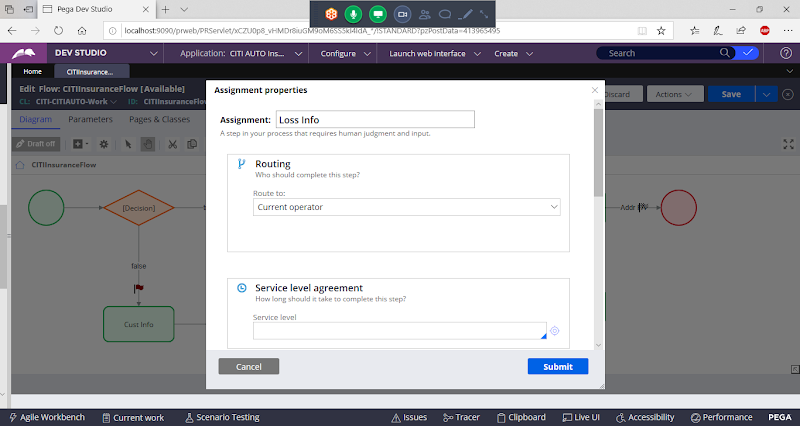 Pega Dev Studio
localhost:9090/prweb/PRServlet/xCZU0p8_vHMDr8iuGM9oM6SSSkI4IdA_*/!STANDARD?pzPostData=413965495
DEV STUDIO
Application: CITI AUTO Ins...
Configure
Launch web interface
Create
Search
Home
CITIInsurance...
Edit Flow: CITIInsuranceFlow [Available]
CL: CITI-CITIAUTO-Work
ID: CITIInsuranceFlow
Discard
Actions
Save
Diagram
Parameters
Pages & Classes
Draft off
CITIInsuranceFlow
[Decision]
false
Cust Info
Addr
Assignment properties
Assignment: Loss Info
A step in your process that requires human judgment and input.
Routing
Who should complete this step?
Route to:
Current operator
Service level agreement
How long should it take to complete this step?
Service level
Cancel
Submit
Agile Workbench
Current work
Scenario Testing
Issues
Tracer
Clipboard
Live UI
Accessibility
Performance
PEGA